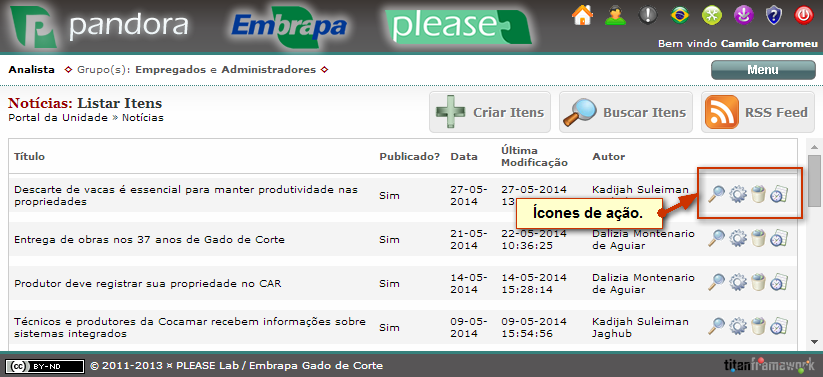 pandora Embrapa please
Bem vindo Camilo Carromeu
Analista Grupo(s): Empregados e Administradores
Menu
Notícias: Listar Itens
Portal da Unidade » Notícias
Criar Itens Buscar Itens RSS Feed
Título Publicado? Data Última Modificação Autor
Descarte de vacas é essencial para manter produtividade nas propriedades Sim 27-05-2014 27-05-2014 Kadijah Suleiman
Ícones de ação.
Entrega de obras nos 37 anos de Gado de Corte Sim 21-05-2014 22-05-2014 10:36:25 Dalizia Montenario de Aguiar
Produtor deve registrar sua propriedade no CAR Sim 14-05-2014 14-05-2014 15:28:14 Dalizia Montenario de Aguiar
Técnicos e produtores da Cocamar recebem informações sobre sistemas integrados Sim 09-05-2014 09-05-2014 15:54:56 Kadijah Suleiman Jaghub
cc BY-ND © 2011-2013 ¤ PLEASE Lab / Embrapa Gado de Corte titanframework